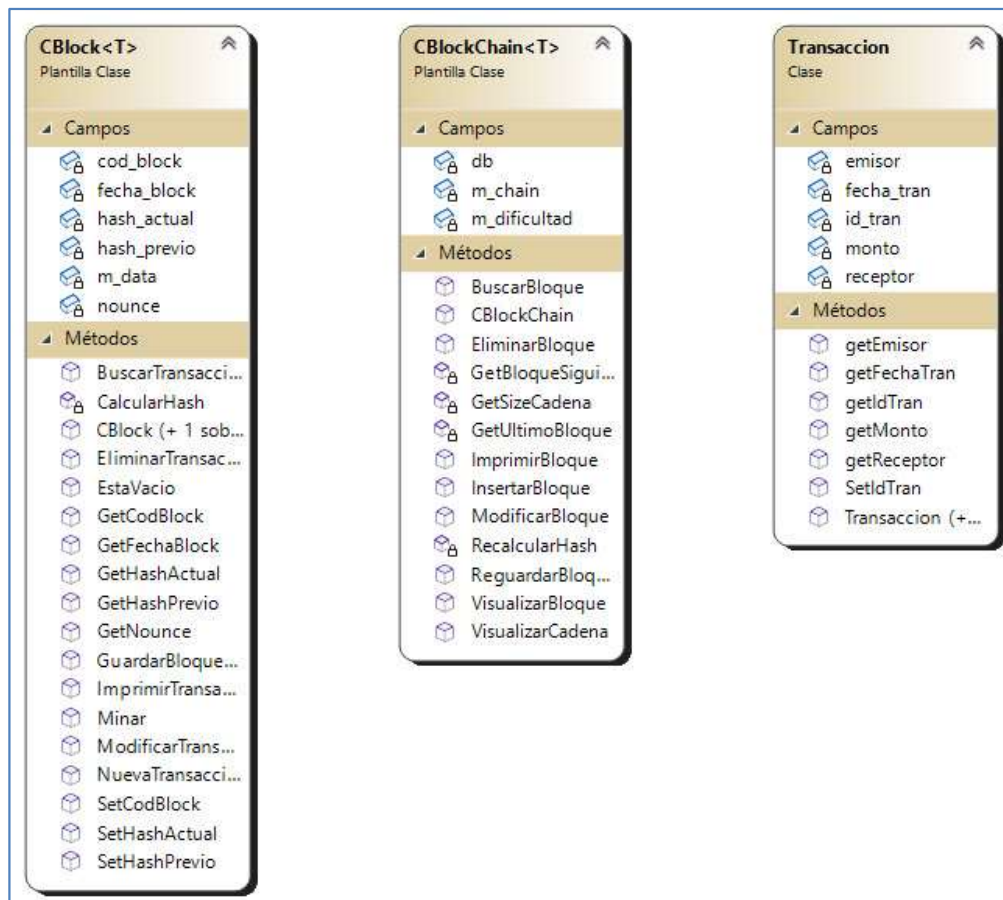 CBlock<T>
Plantilla Clase
Campos
cod_block
fecha_block
hash_actual
hash_previo
m_data
nounce
Métodos
BuscarTransacci...
CalcularHash
CBlock (+ 1 sob...
EliminarTransac...
EstaVacio
GetCodBlock
GetFechaBlock
GetHashActual
GetHashPrevio
GetNounce
GuardarBloque...
ImprimirTransa...
Minar
ModificarTrans...
NuevaTransacci...
SetCodBlock
SetHashActual
SetHashPrevio
CBlockChain<T>
Plantilla Clase
Campos
db
m_chain
m_dificultad
Métodos
BuscarBloque
CBlockChain
EliminarBloque
GetBloqueSigui...
GetSizeCadena
GetUltimoBloque
ImprimirBloque
InsertarBloque
ModificarBloque
RecalcularHash
ReguardarBloq...
VisualizarBloque
VisualizarCadena
Transaccion
Clase
Campos
emisor
fecha_tran
id_tran
monto
receptor
Métodos
getEmisor
getFechaTran
getIdTran
getMonto
getReceptor
SetIdTran
Transaccion (+...